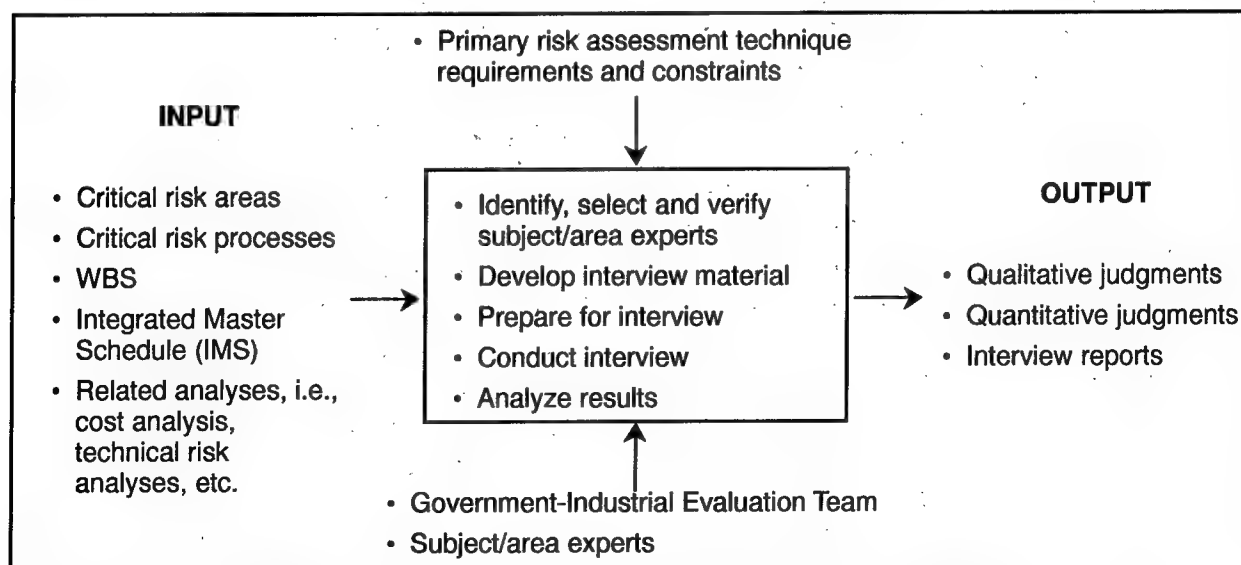 • Primary risk assessment technique
requirements and constraints
INPUT
• Critical risk areas
• Critical risk processes
• WBS
• Integrated Master
Schedule (IMS)
• Related analyses, i.e.,
cost analysis,
technical risk
analyses, etc.
• Identify, select and verify
subject/area experts
• Develop interview material
• Prepare for interview
• Conduct interview
• Analyze results
OUTPUT
• Qualitative judgments
• Quantitative judgments
• Interview reports
• Government-Industrial Evaluation Team
• Subject/area experts